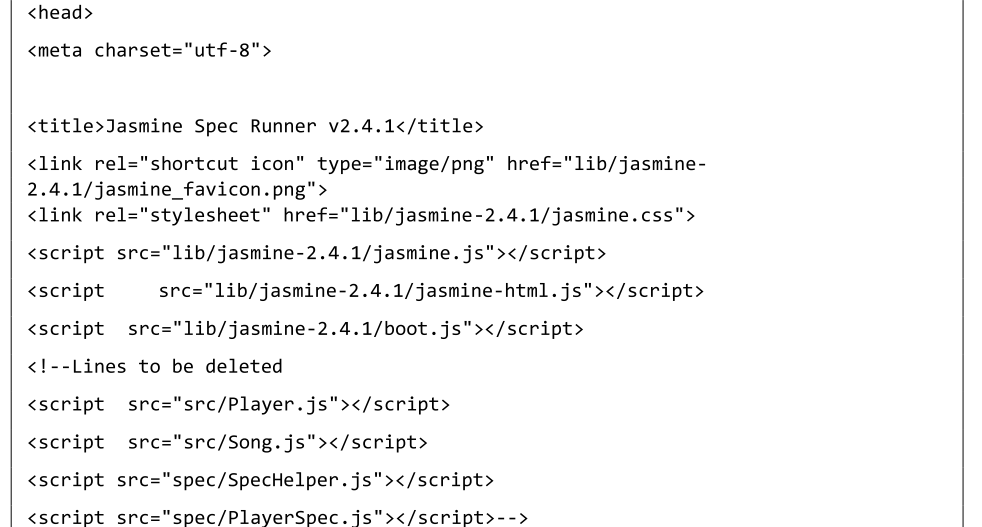 <head>
<meta charset="utf-8">
<title>Jasmine Spec Runner v2.4.1</title>
<link rel="shortcut icon" type="image/png" href="lib/jasmine-
2.4.1/jasmine_favicon.png">
<link rel="stylesheet" href="lib/jasmine-2.4.1/jasmine.css">
<script src="lib/jasmine-2.4.1/jasmine.js"></script>
<script     src="lib/jasmine-2.4.1/jasmine-html.js"></script>
<script  src="lib/jasmine-2.4.1/boot.js"></script>
<!--Lines to be deleted
<script  src="src/Player.js"></script>
<script  src="src/Song.js"></script>
<script src="spec/SpecHelper.js"></script>
<script src="spec/PlayerSpec.js"></script>-->